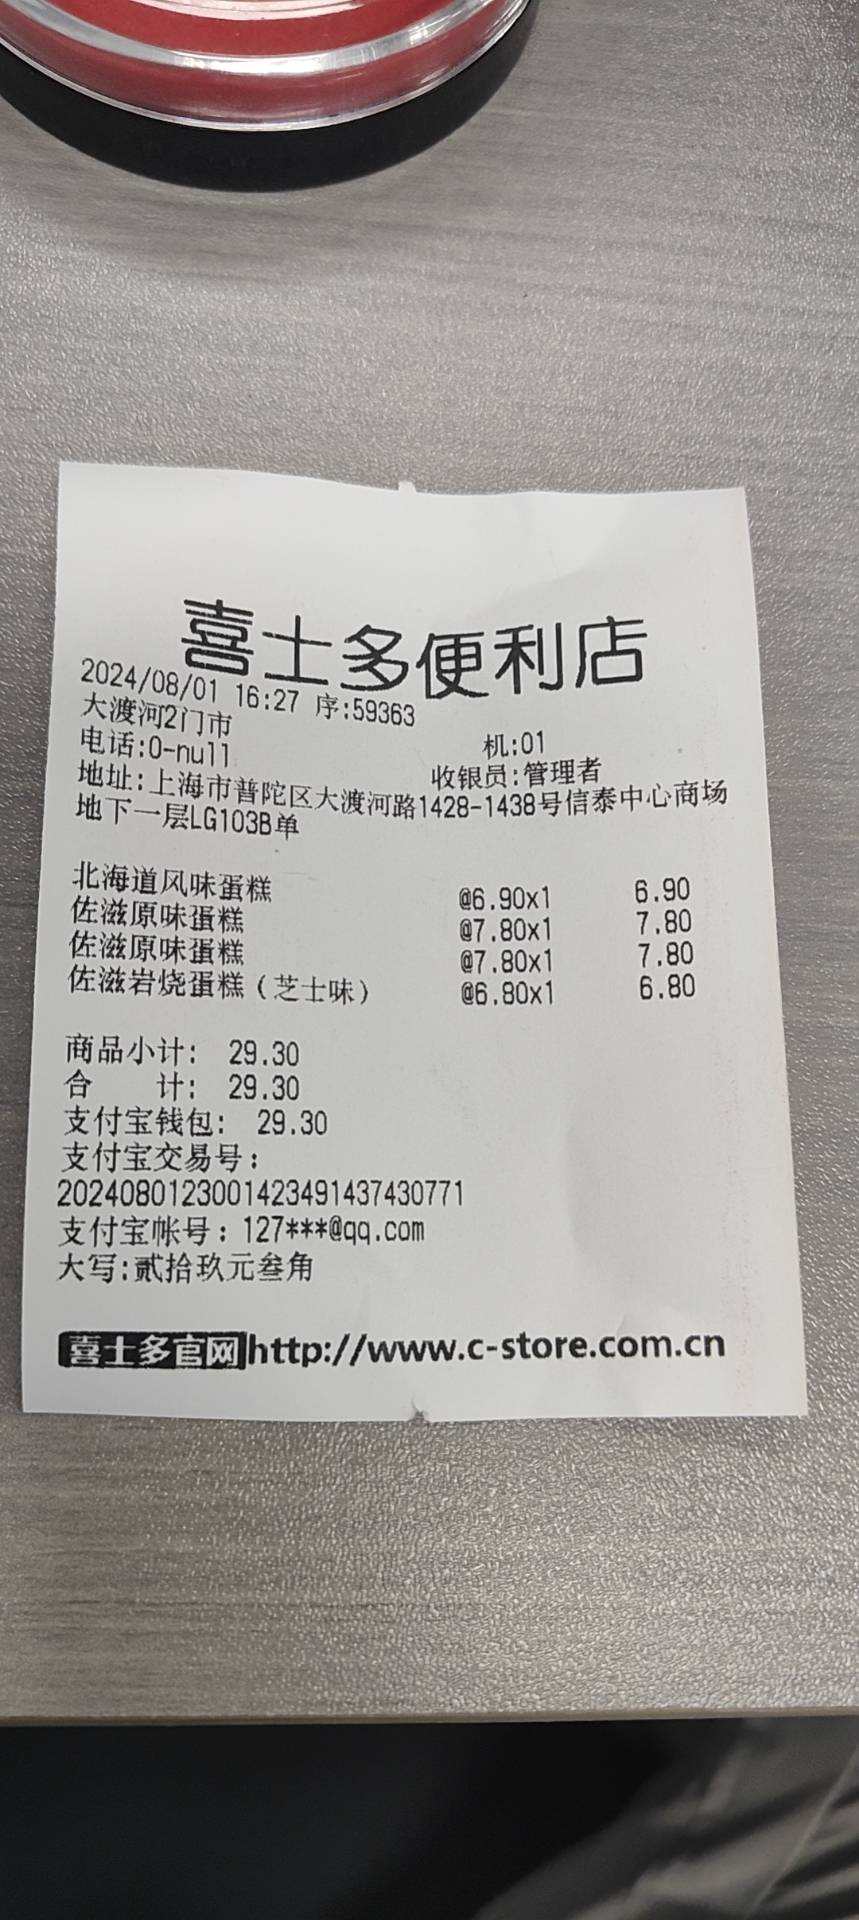 喜士多便利店
2024/08/01 16:27 序:59363
大渡河2门市 机:01
电话:0-null 收银员:管理者
地址:上海市普陀区大渡河路1428-1438号信泰中心商场
地下一层LG103B单
北海道风味蛋糕 @6.90x1 6.90
佐滋原味蛋糕 @7.80x1 7.80
佐滋原味蛋糕 @7.80x1 7.80
佐滋岩烧蛋糕（芝士味） @6.80x1 6.80
商品小计: 29.30
合 计: 29.30
支付宝钱包: 29.30
支付宝交易号:
2024080123001423491437430771
支付宝帐号: 127***@qq.com
大写:贰拾玖元叁角
喜士多官网http://www.c-store.com.cn